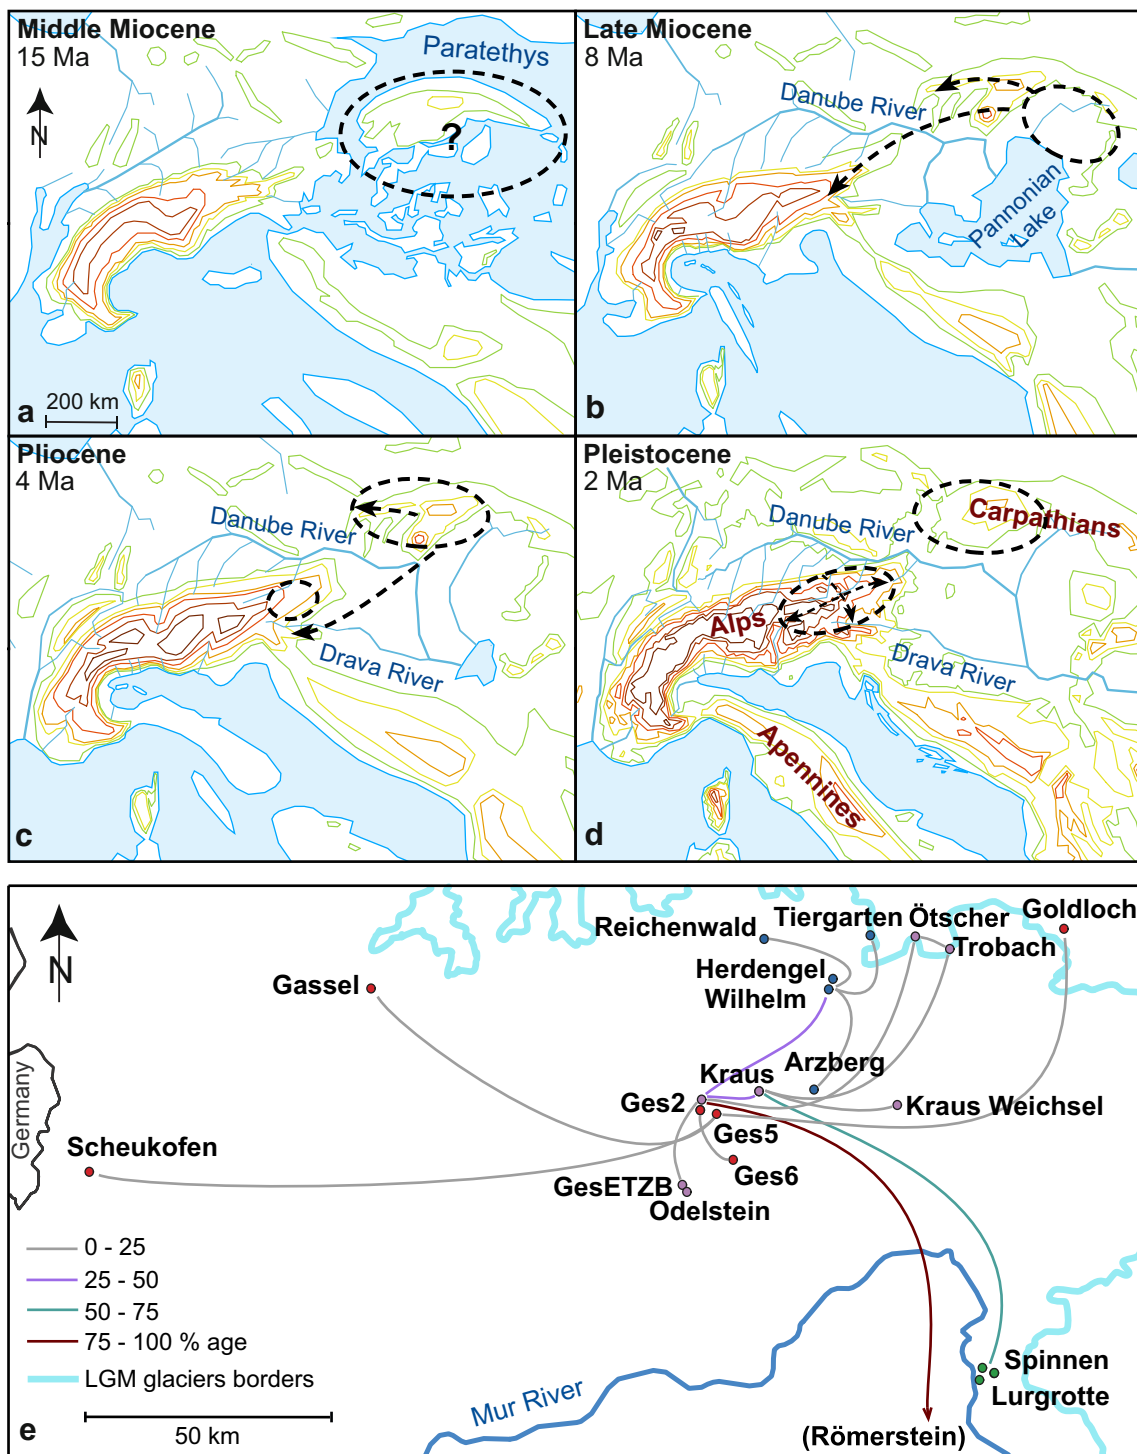 Middle Miocene
15 Ma
N
Paratethys
?
200 km
a
Late Miocene
8 Ma
Danube River
Pannonian
Lake
b
Pliocene
4 Ma
Danube River
Drava River
c
Pleistocene
2 Ma
Danube River
Carpathians
Alps
Drava River
Apennines
d
N
Germany
Reichenwald
Tiergarten
Ötscher
Goldloch
Trobach
Herdengel
Wilhelm
Gassel
Kraus
Arzberg
Ges2
Kraus Weichsel
Ges5
Scheukofen
Ges6
GesETZB
Odelstein
0 - 25
25 - 50
50 - 75
75 - 100 % age
LGM glaciers borders
Spinnen
Lurgrotte
Mur River
(Römerstein)
50 km
e